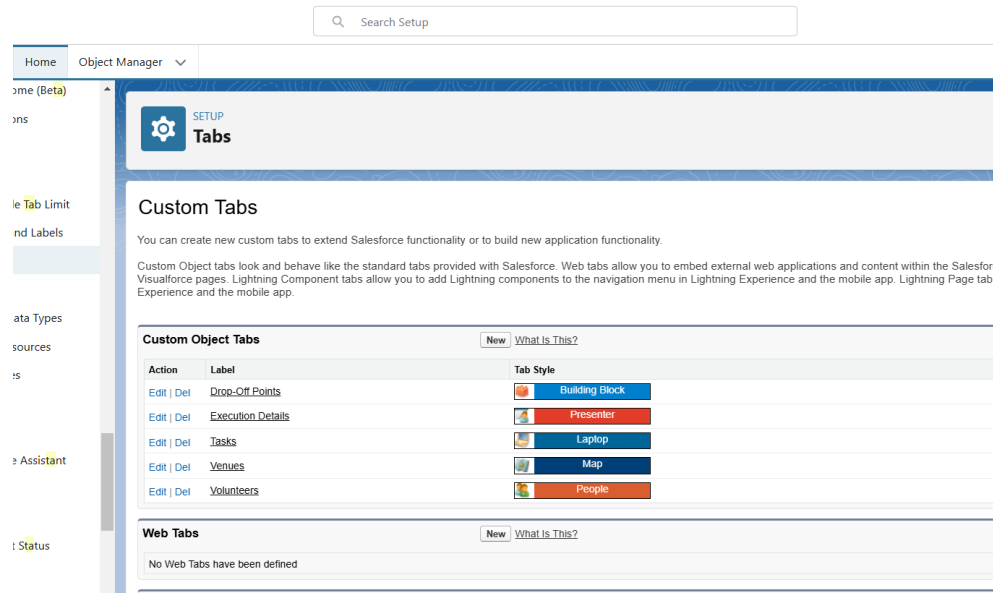 Search Setup
Home Object Manager
ome (Beta)
ons
le Tab Limit
nd Labels
ata Types
sources
es
e Assistant
t Status
SETUP
Tabs
Custom Tabs
You can create new custom tabs to extend Salesforce functionality or to build new application functionality.
Custom Object tabs look and behave like the standard tabs provided with Salesforce. Web tabs allow you to embed external web applications and content within the Salesfor
Visualforce pages. Lightning Component tabs allow you to add Lightning components to the navigation menu in Lightning Experience and the mobile app. Lightning Page tab
Experience and the mobile app.
Custom Object Tabs New What Is This?
Action Label Tab Style
Edit | Del Drop-Off Points Building Block
Edit | Del Execution Details Presenter
Edit | Del Tasks Laptop
Edit | Del Venues Map
Edit | Del Volunteers People
Web Tabs New What Is This?
No Web Tabs have been defined